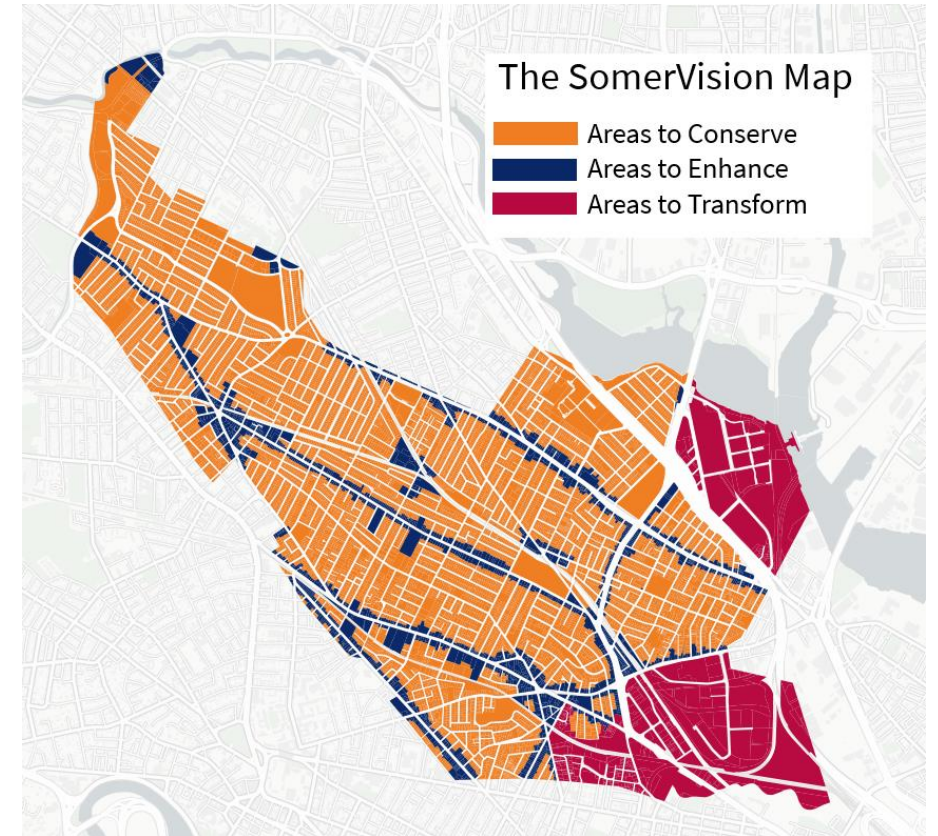 The SomerVision Map
Areas to Conserve
Areas to Enhance
Areas to Transform